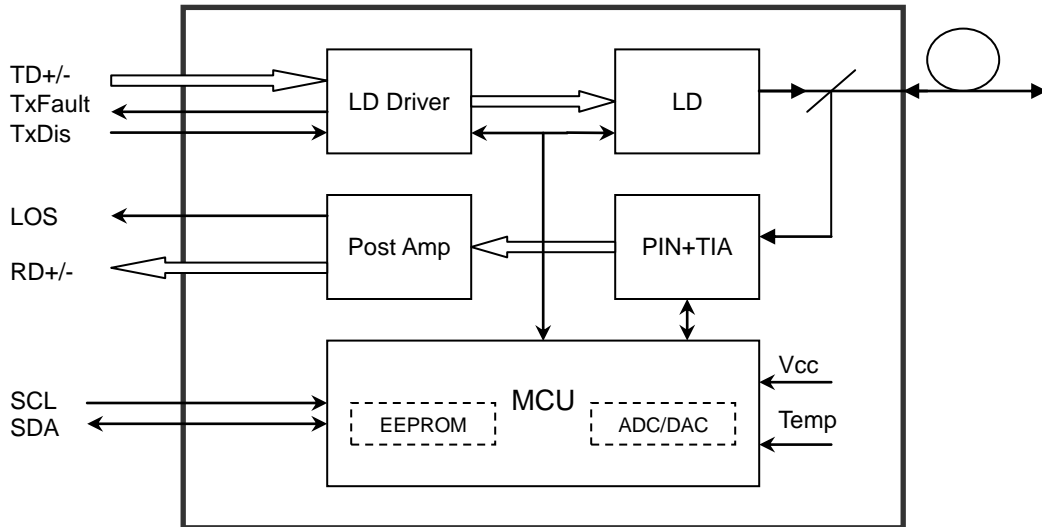 TD+/-
TxFault
TxDis
LD Driver
LD
LOS
RD+/-
Post Amp
PIN+TIA
SCL
SDA
MCU
EEPROM
ADC/DAC
Vcc
Temp